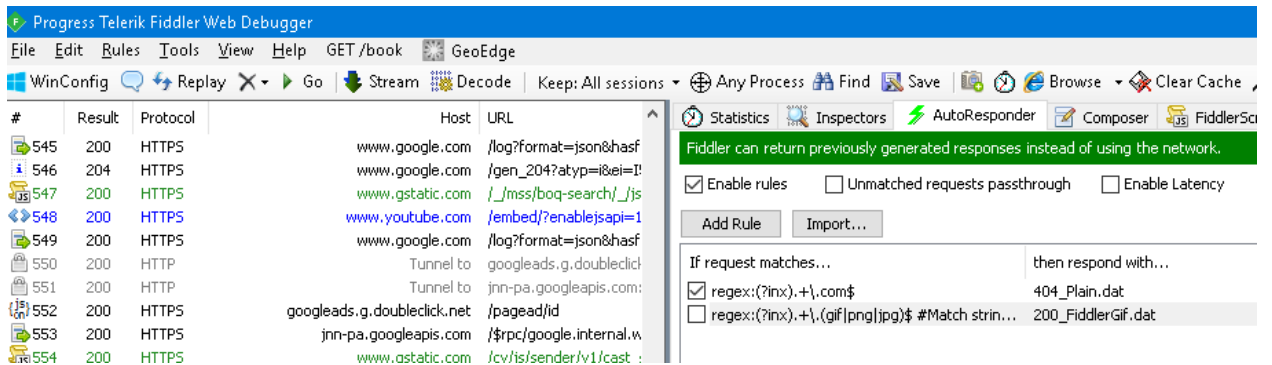 Progress Telerik Fiddler Web Debugger
File Edit Rules Tools View Help GET /book GeoEdge
WinConfig Replay Go Stream Decode Keep: All sessions Any Process Find Save Browse Clear Cache
# Result Protocol Host URL
545 200 HTTPS www.google.com /log?format=json&hasf
546 204 HTTPS www.google.com /gen_204?atyp=i&ei=I!
547 200 HTTPS www.gstatic.com /_/mss/boq-search/_/js
548 200 HTTPS www.youtube.com /embed/?enablejsapi=1
549 200 HTTPS www.google.com /log?format=json&hasf
550 200 HTTP Tunnel to googleads.g.doubleclick
551 200 HTTP Tunnel to jnn-pa.googleapis.com:
552 200 HTTPS googleads.g.doubleclick.net /pagead/id
553 200 HTTPS jnn-pa.googleapis.com /$rpc/google.internal.w
554 200 HTTPS www.gstatic.com /cv/js/sender/v1/cast_
Statistics Inspectors AutoResponder Composer FiddlerScr
Fiddler can return previously generated responses instead of using the network.
Enable rules Unmatched requests passthrough Enable Latency
Add Rule Import...
If request matches... then respond with...
regex:(?inx).+\.com$ 404_Plain.dat
regex:(?inx).+\.(gif|png|jpg)$ #Match strin... 200_FiddlerGif.dat